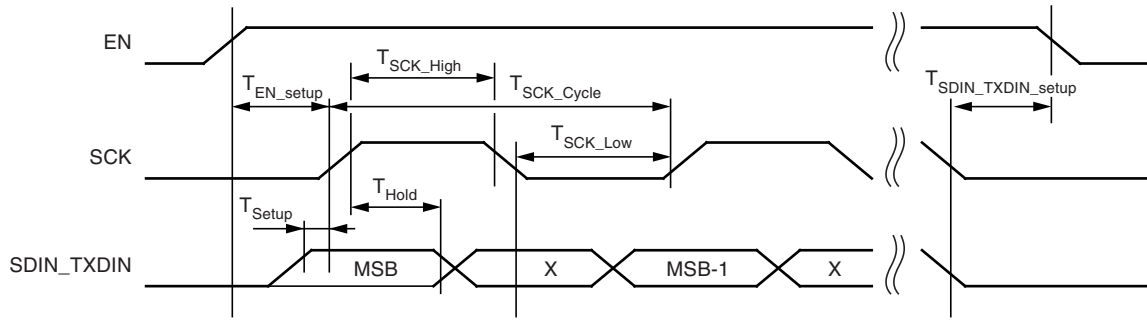 EN
T_SCK_High
T_EN_setup
T_SCK_Cycle
T_SDIN_TXDIN_setup
SCK
T_SCK_Low
T_Hold
T_Setup
SDIN_TXDIN
MSB
X
MSB-1
X